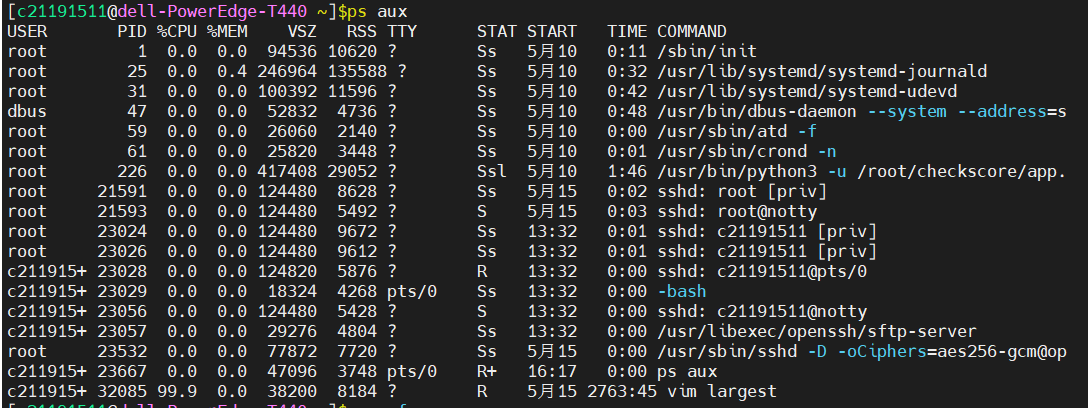 [c21191511@dell-PowerEdge-T440 ~]$ps aux
USER PID %CPU %MEM VSZ RSS TTY STAT START TIME COMMAND
root 1 0.0 0.0 94536 10620 ? Ss 5月10 0:11 /sbin/init
root 25 0.0 0.4 246964 135588 ? Ss 5月10 0:32 /usr/lib/systemd/systemd-journald
root 31 0.0 0.0 100392 11596 ? Ss 5月10 0:42 /usr/lib/systemd/systemd-udevd
dbus 47 0.0 0.0 52832 4736 ? Ss 5月10 0:48 /usr/bin/dbus-daemon --system --address=s
root 59 0.0 0.0 26060 2140 ? Ss 5月10 0:00 /usr/sbin/atd -f
root 61 0.0 0.0 25820 3448 ? Ss 5月10 0:01 /usr/sbin/crond -n
root 226 0.0 0.0 417408 29052 ? Ssl 5月10 1:46 /usr/bin/python3 -u /root/checkscore/app.
root 21591 0.0 0.0 124480 8628 ? Ss 5月15 0:02 sshd: root [priv]
root 21593 0.0 0.0 124480 5492 ? S 5月15 0:03 sshd: root@notty
root 23024 0.0 0.0 124480 9672 ? Ss 13:32 0:01 sshd: c21191511 [priv]
root 23026 0.0 0.0 124480 9612 ? Ss 13:32 0:01 sshd: c21191511 [priv]
c211915+ 23028 0.0 0.0 124820 5876 ? R 13:32 0:00 sshd: c21191511@pts/0
c211915+ 23029 0.0 0.0 18324 4268 pts/0 Ss 13:32 0:00 -bash
c211915+ 23056 0.0 0.0 124480 5428 ? S 13:32 0:00 sshd: c21191511@notty
c211915+ 23057 0.0 0.0 29276 4804 ? Ss 13:32 0:00 /usr/libexec/openssh/sftp-server
root 23532 0.0 0.0 77872 7720 ? Ss 5月15 0:00 /usr/sbin/sshd -D -oCiphers=aes256-gcm@op
c211915+ 23667 0.0 0.0 47096 3748 pts/0 R+ 16:17 0:00 ps aux
c211915+ 32085 99.9 0.0 38200 8184 ? R 5月15 2763:45 vim largest
[c21191511@dell-PowerEdge-T440 ~]$